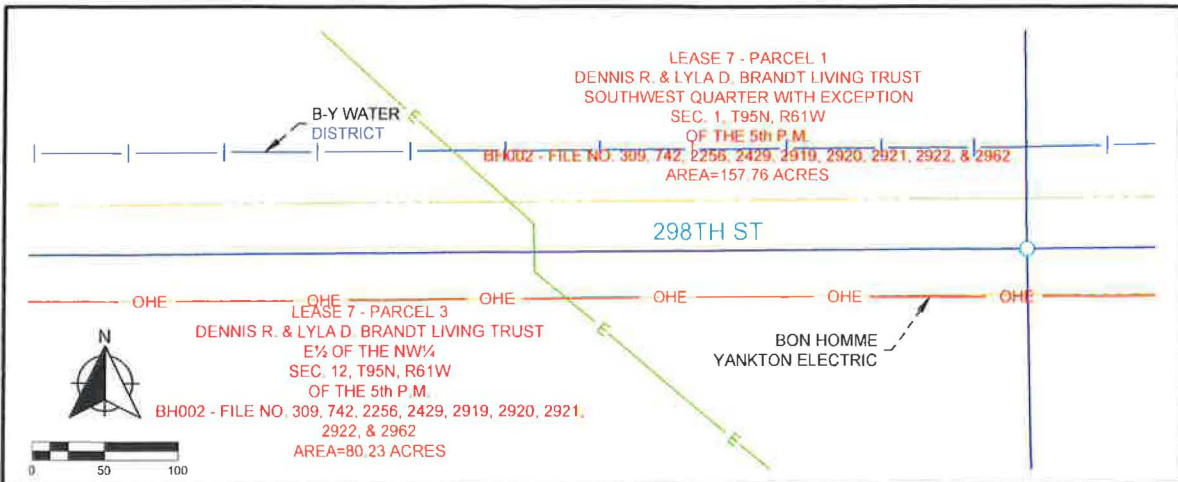 LEASE 7 - PARCEL 1
DENNIS R. & LYLA D. BRANDT LIVING TRUST
SOUTHWEST QUARTER WITH EXCEPTION
SEC. 1, T95N, R61W
OF THE 5th P.M.
BH002 - FILE NO. 309, 742, 2256, 2429, 2919, 2920, 2921, 2922, & 2962
AREA=157.76 ACRES
B-Y WATER
DISTRICT
E
298TH ST
OHE OHE OHE OHE OHE OHE
LEASE 7 - PARCEL 3
DENNIS R. & LYLA D. BRANDT LIVING TRUST
E½ OF THE NW¼
SEC. 12, T95N, R61W
OF THE 5th P.M.
BH002 - FILE NO. 309, 742, 2256, 2429, 2919, 2920, 2921,
2922, & 2962
AREA=80.23 ACRES
BON HOMME
YANKTON ELECTRIC
E
E
N
0 50 100